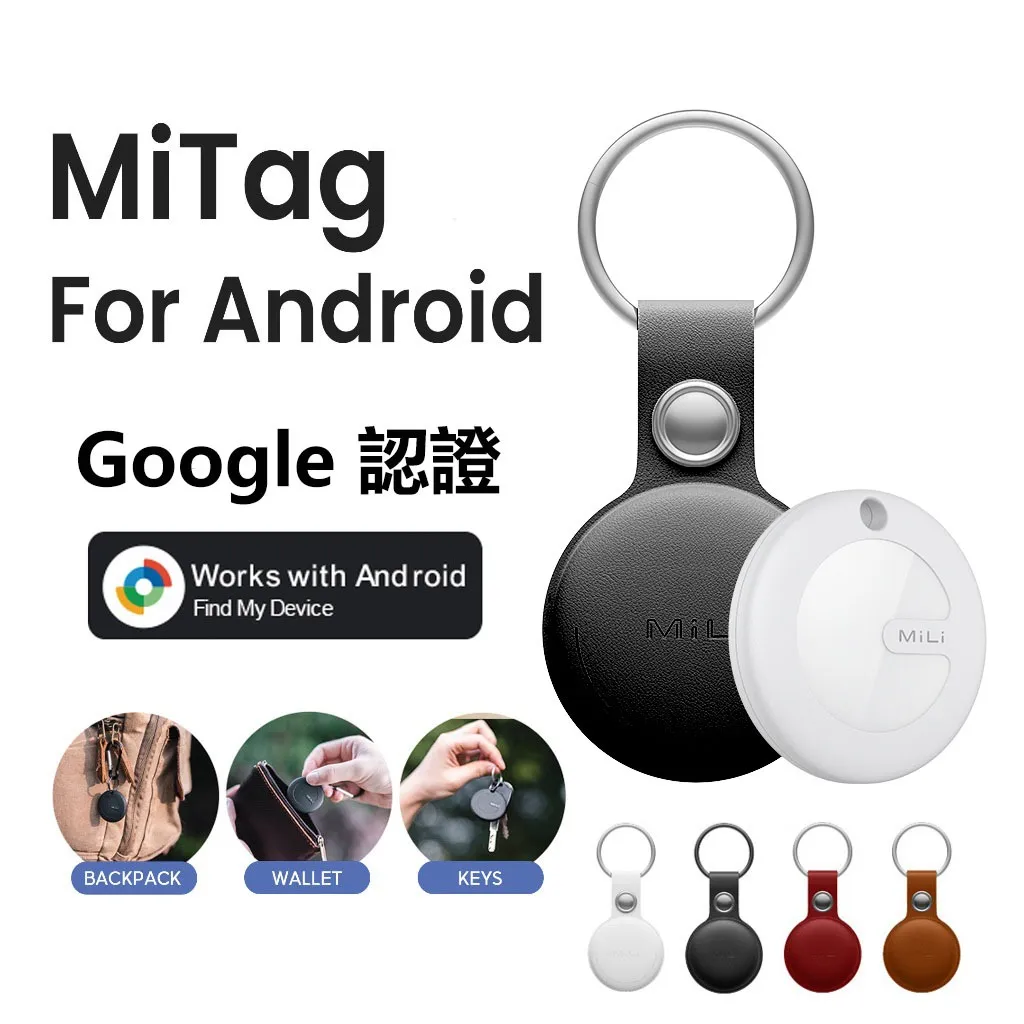 MiTag
For Android
Google 認證
Works with Android
Find My Device
MiLi
MiLi
BACKPACK
WALLET
KEYS